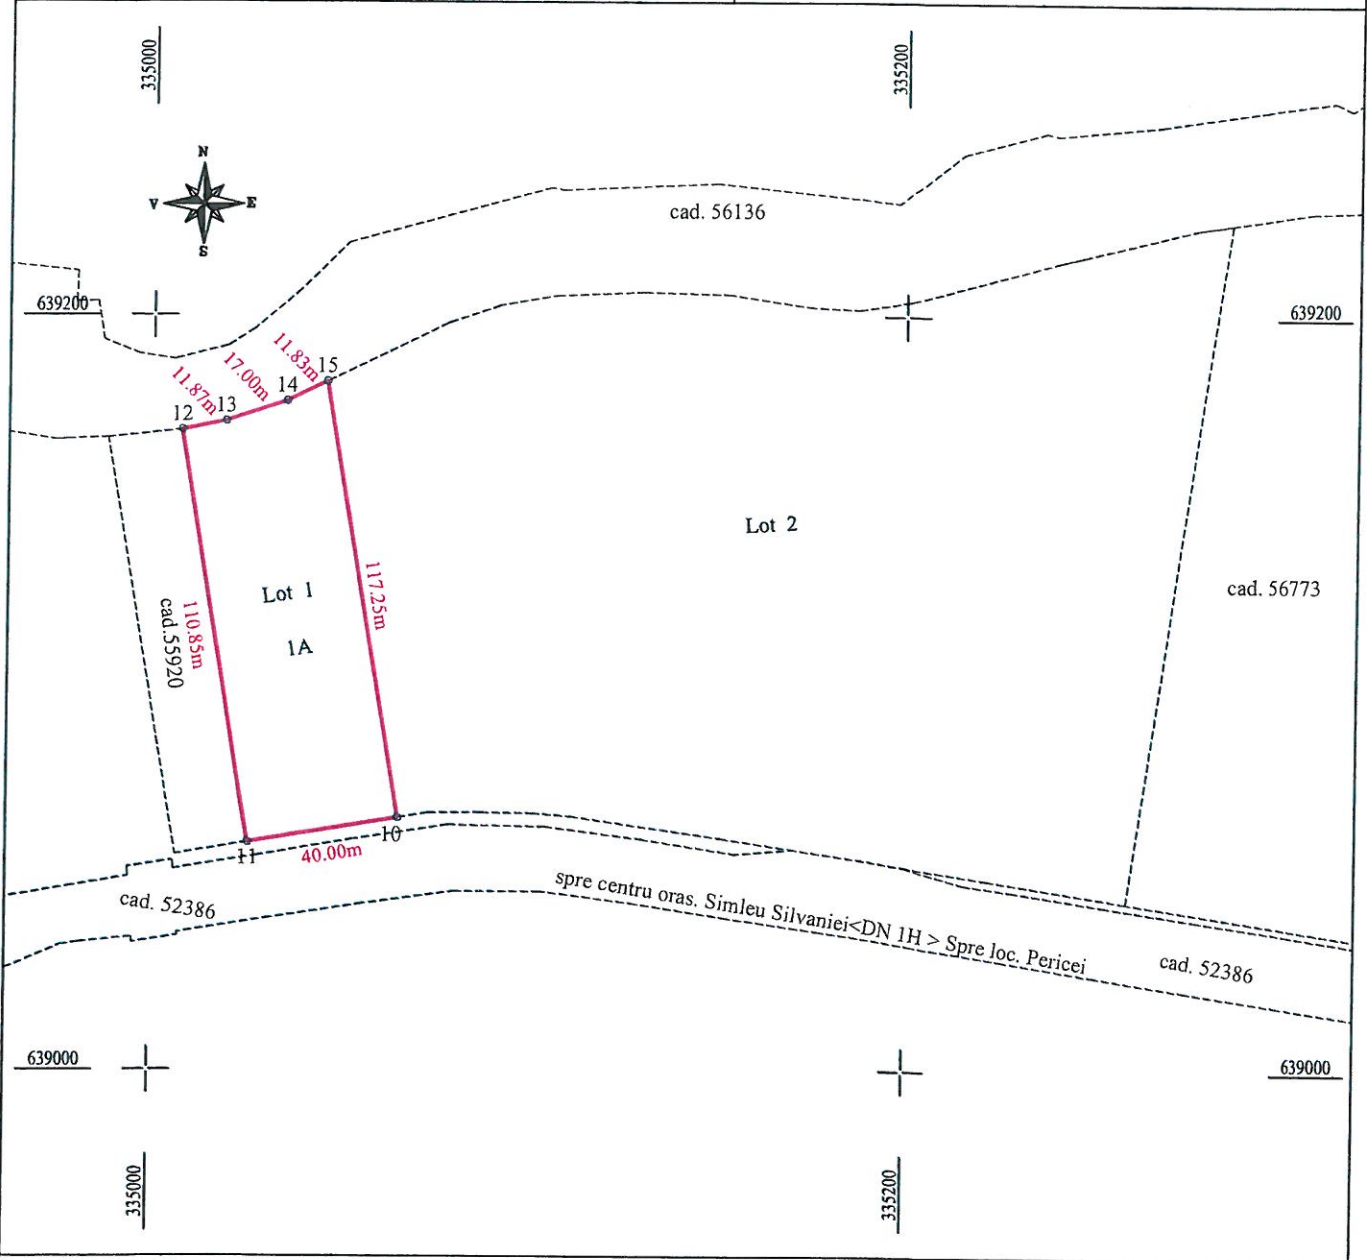 335000
335200
N
V E
S
cad. 56136
639200
639200
11.83m
15
17.00m
14
11.87m
13
12
Lot 2
cad. 56773
Lot 1
1A
117.25m
110.85m
cad.55920
10
11
40.00m
cad. 52386
spre centru oras. Simleu Silvaniei<DN 1H > Spre loc. Pericei
cad. 52386
639000
639000
335000
335200